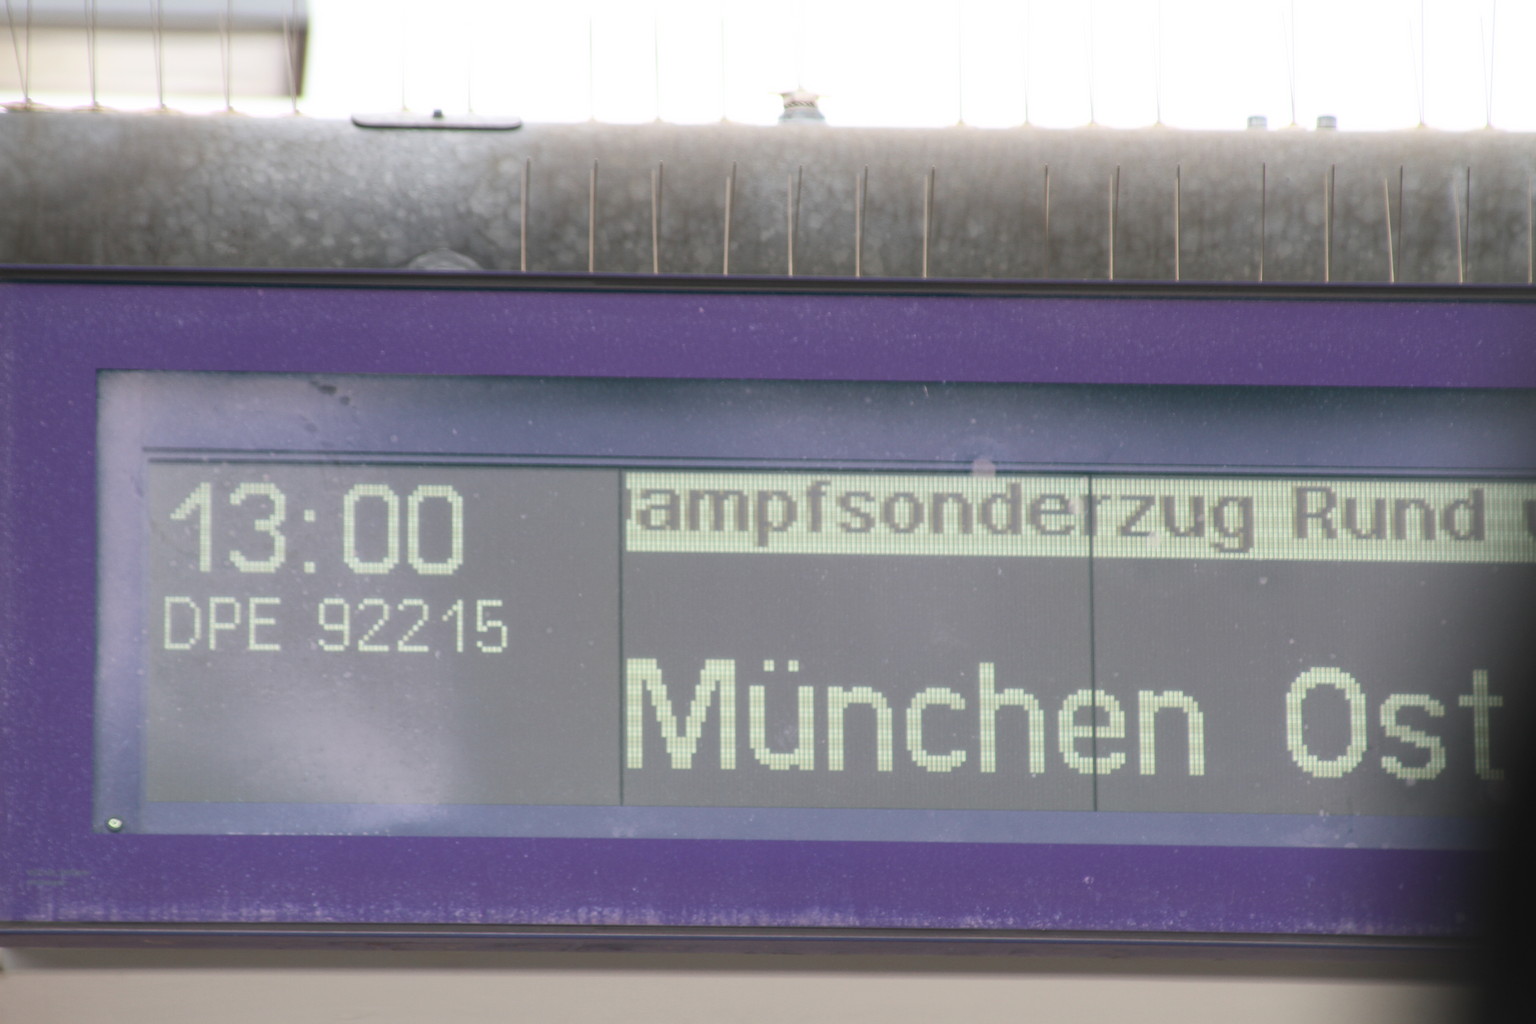 13:00
ampfsonderzug Rund
DPE 92215
München Ost